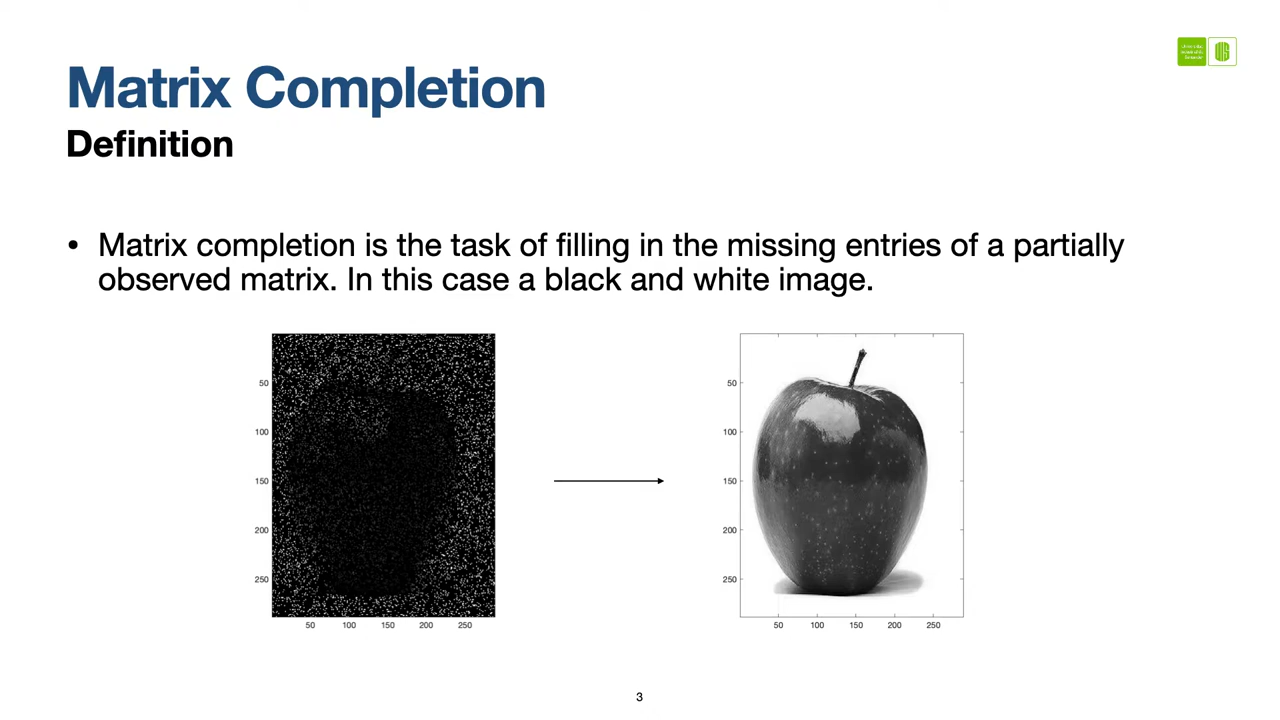 Matrix Completion
Definition
• Matrix completion is the task of filling in the missing entries of a partially
observed matrix. In this case a black and white image.
50
100
150
200
250
50 100 150 200 250
50
100
150
200
250
50 100 150 200 250
3